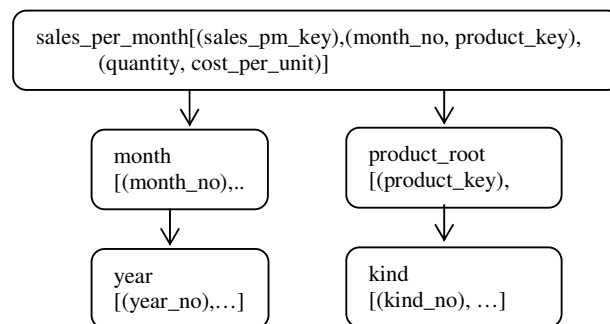 sales_per_month[(sales_pm_key),(month_no, product_key),
(quantity, cost_per_unit)]
month
[(month_no),..
product_root
[(product_key),
year
[(year_no),…]
kind
[(kind_no), …]